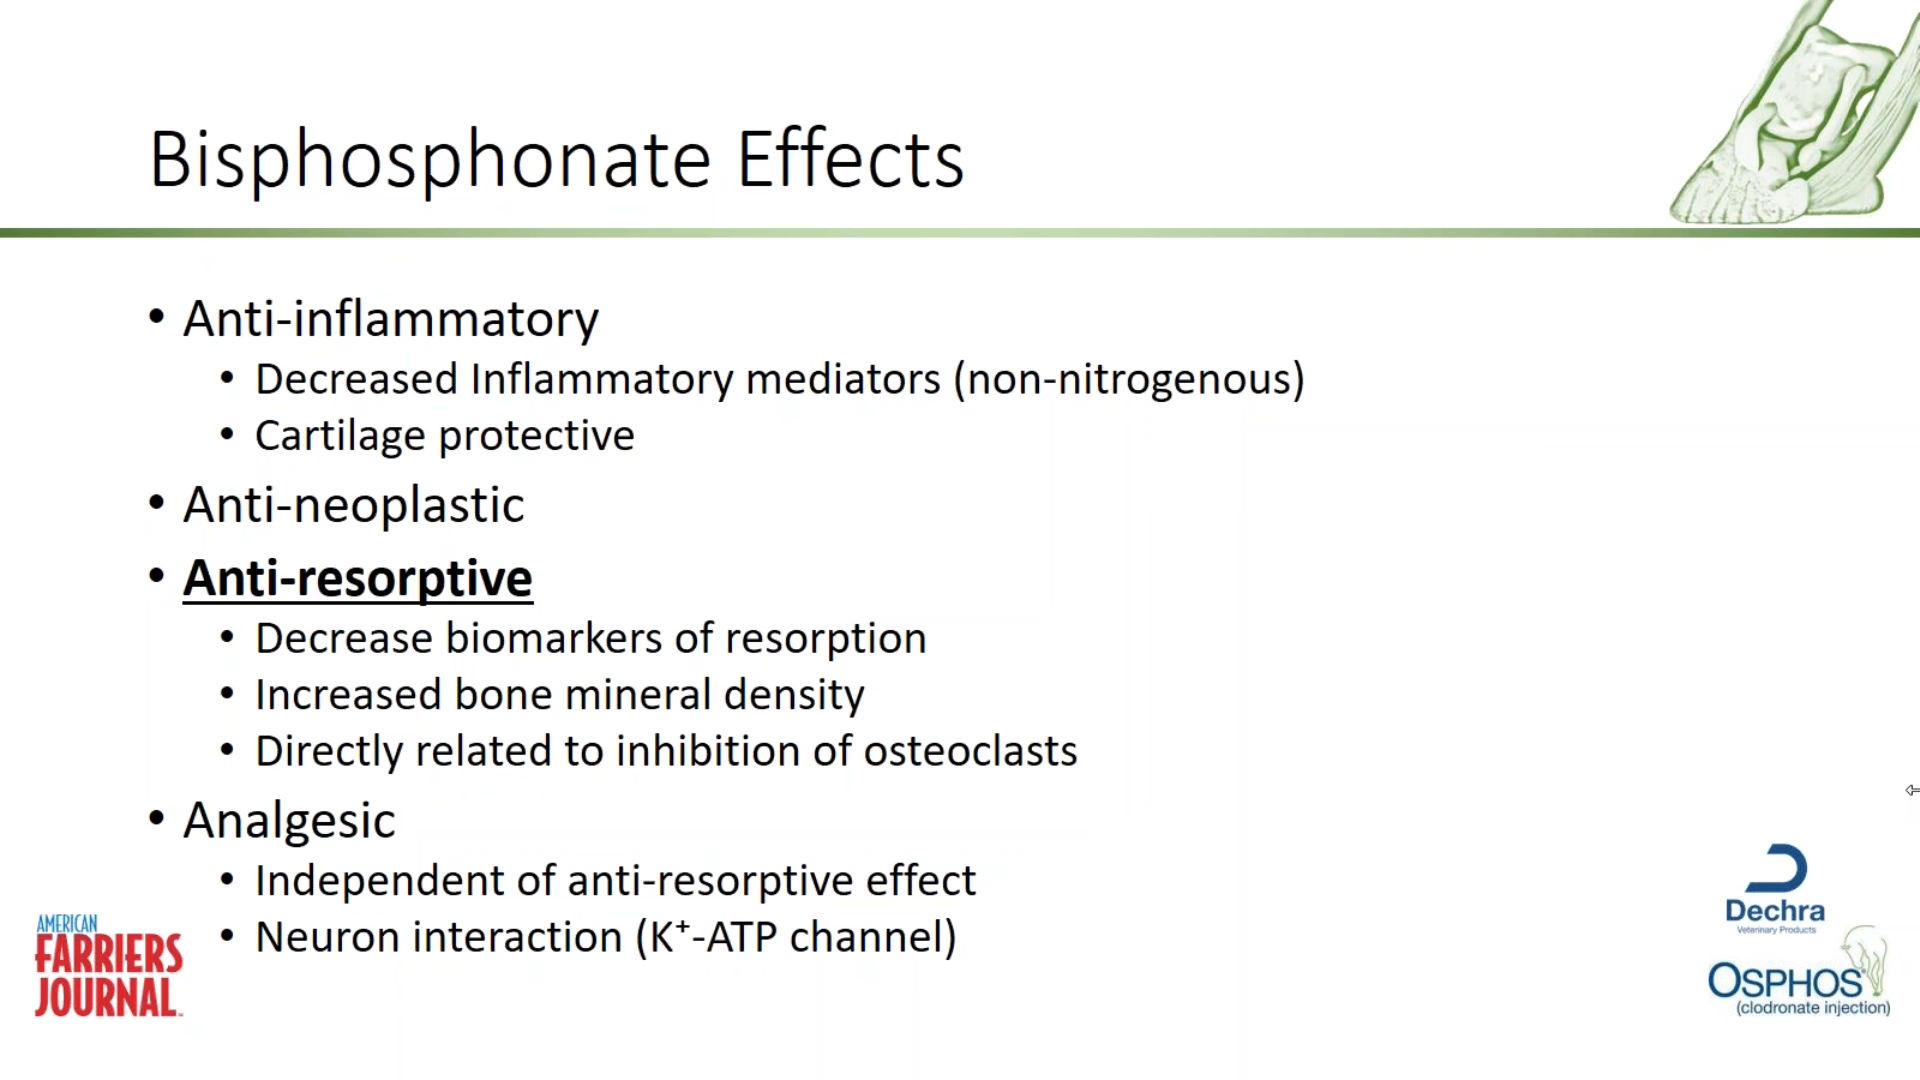 Bisphosphonate Effects
• Anti-inflammatory
• Decreased Inflammatory mediators (non-nitrogenous)
• Cartilage protective
• Anti-neoplastic
• Anti-resorptive
• Decrease biomarkers of resorption
• Increased bone mineral density
• Directly related to inhibition of osteoclasts
• Analgesic
• Independent of anti-resorptive effect
• Neuron interaction (K⁺-ATP channel)
AMERICAN
FARRIERS
JOURNAL
Dechra
Veterinary Products
OSPHOS
(clodronate injection)